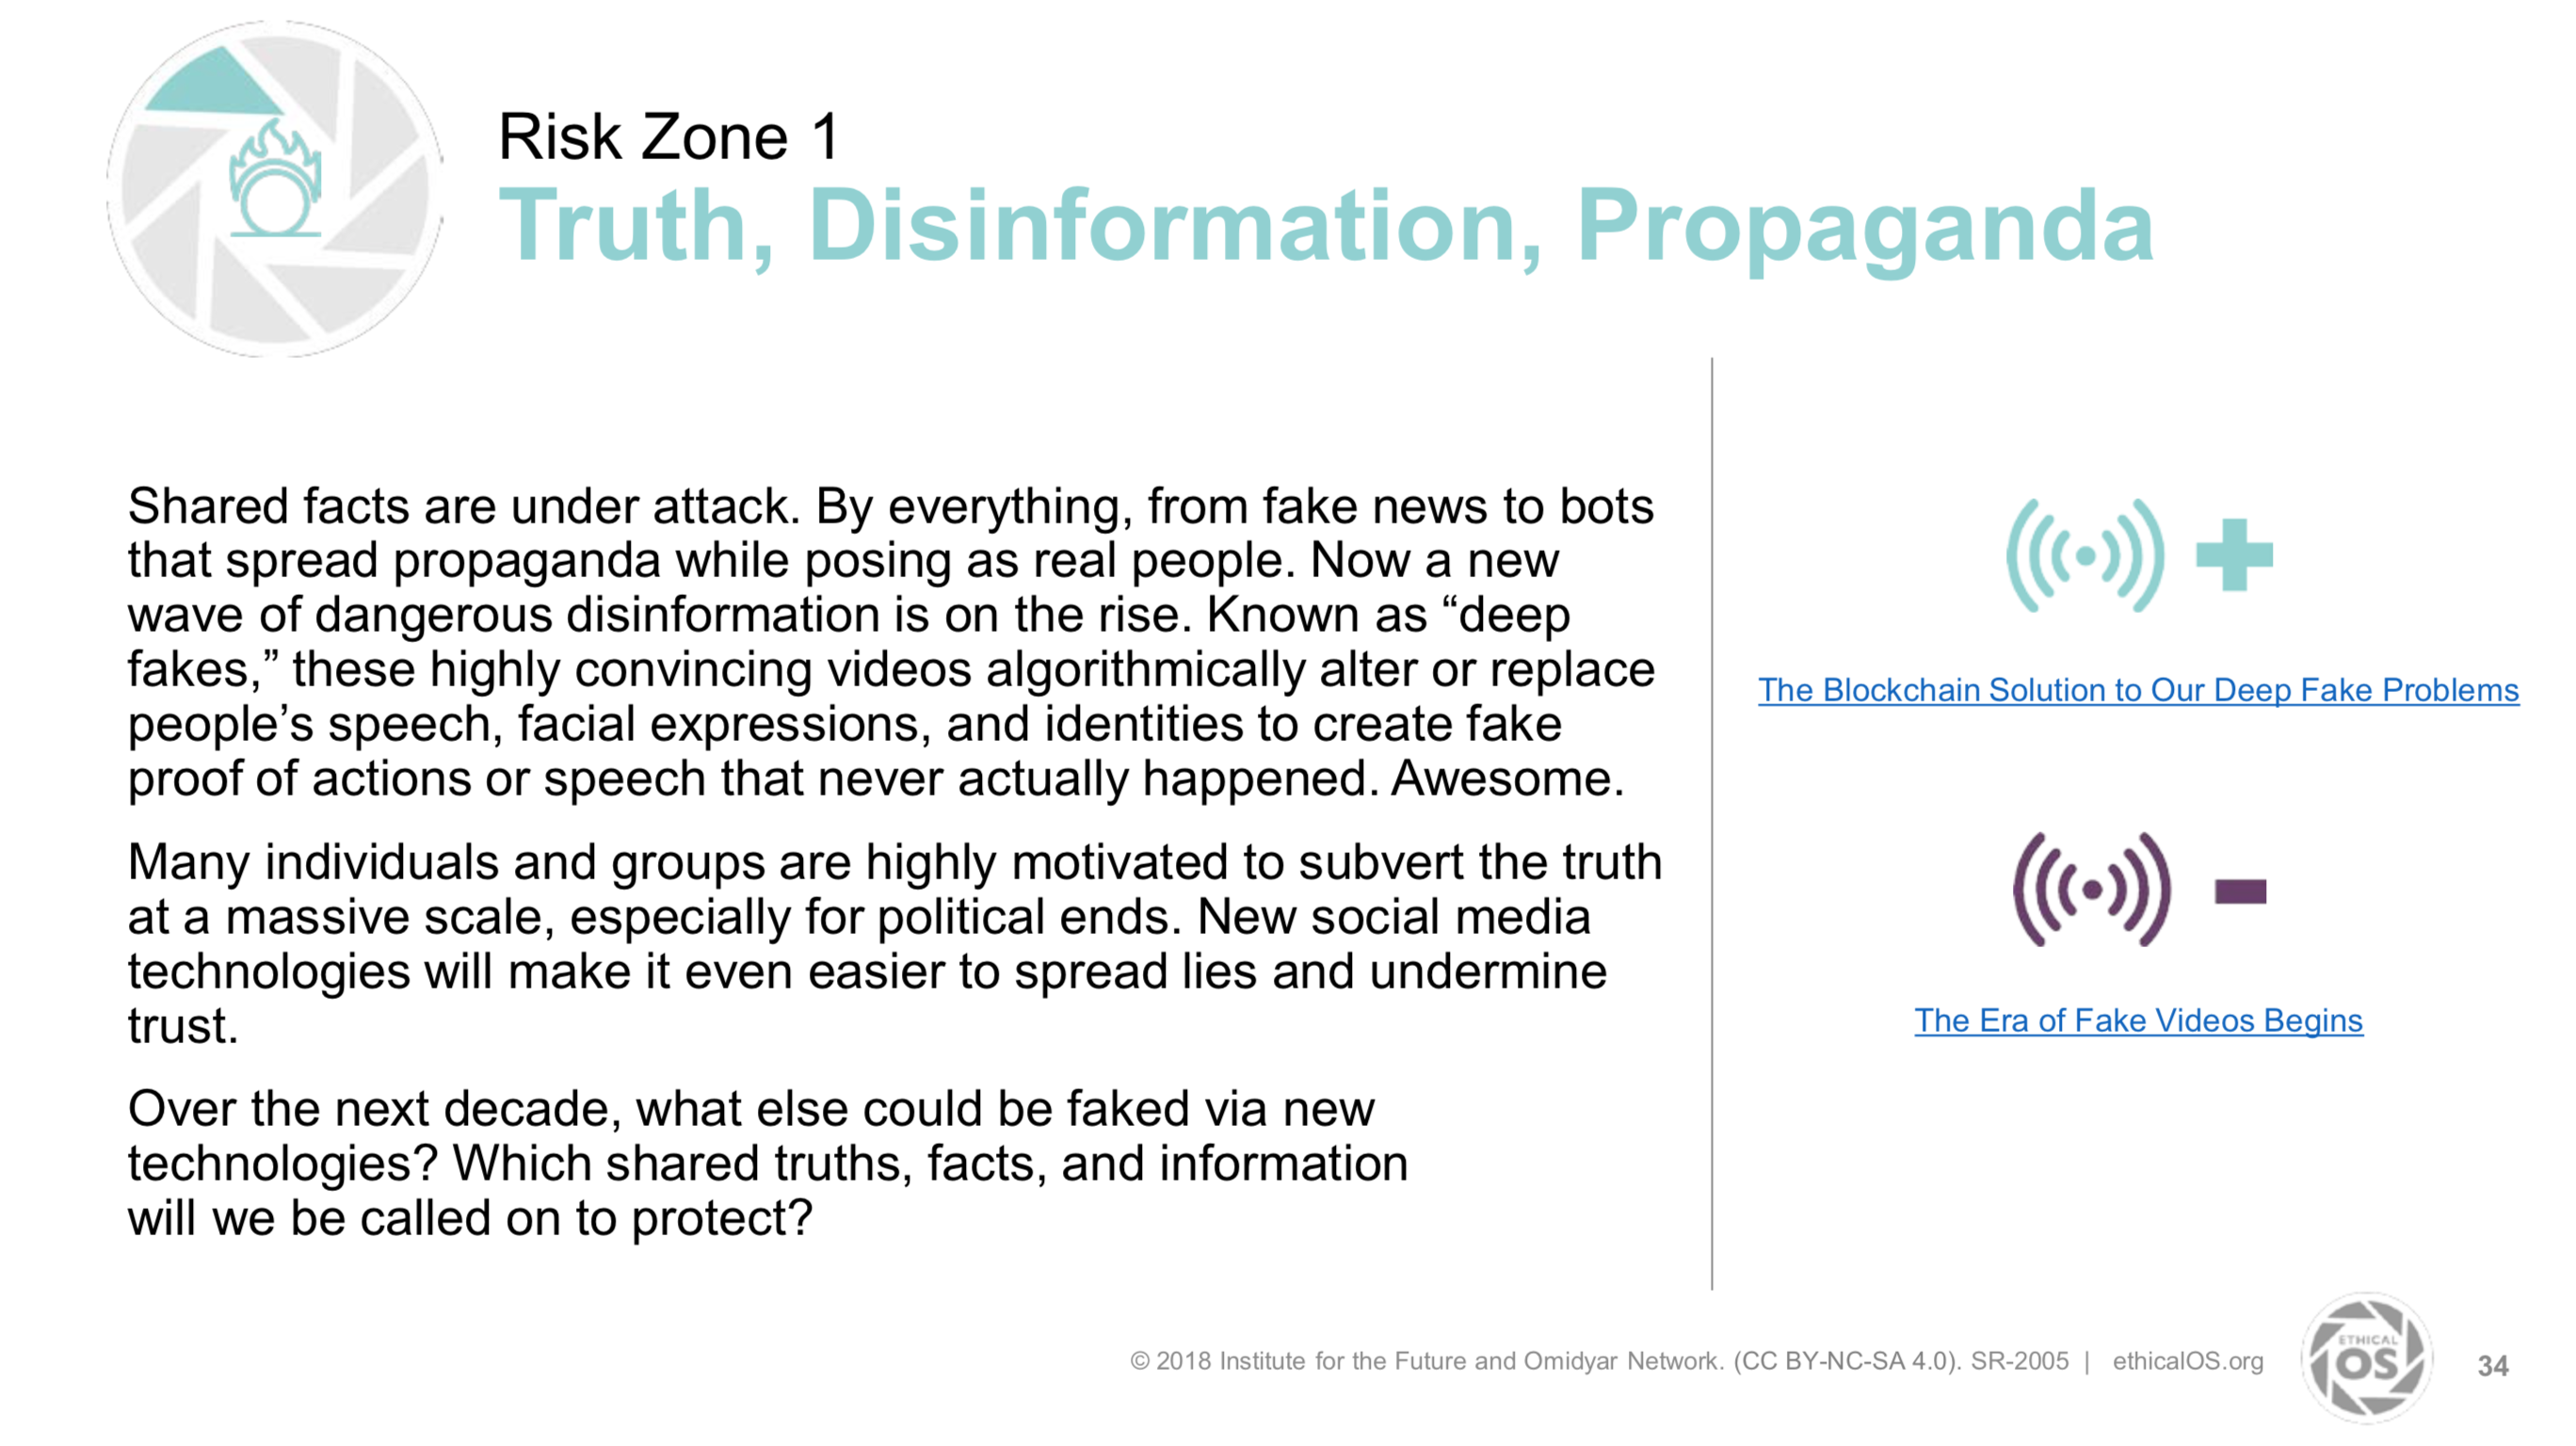 Risk Zone 1
Truth, Disinformation, Propaganda
Shared facts are under attack. By everything, from fake news to bots
that spread propaganda while posing as real people. Now a new
wave of dangerous disinformation is on the rise. Known as “deep
fakes,” these highly convincing videos algorithmically alter or replace
people’s speech, facial expressions, and identities to create fake
proof of actions or speech that never actually happened. Awesome.
Many individuals and groups are highly motivated to subvert the truth
at a massive scale, especially for political ends. New social media
technologies will make it even easier to spread lies and undermine
trust.
Over the next decade, what else could be faked via new
technologies? Which shared truths, facts, and information
will we be called on to protect?
The Blockchain Solution to Our Deep Fake Problems
The Era of Fake Videos Begins
© 2018 Institute for the Future and Omidyar Network. (CC BY-NC-SA 4.0). SR-2005 | ethicalOS.org
ETHICAL
OS
34